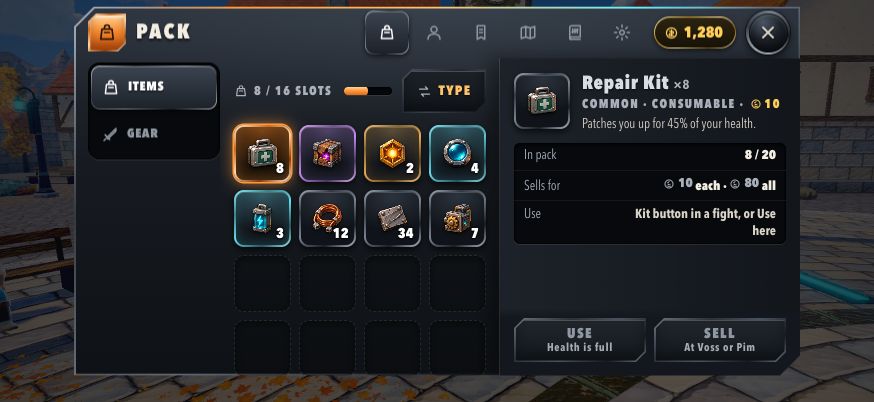 PACK
1,280
ITEMS
GEAR
8 / 16 SLOTS
TYPE
8
2
4
3
12
34
7
Repair Kit ×8
COMMON · CONSUMABLE · 10
Patches you up for 45% of your health.
In pack 8 / 20
Sells for 10 each · 80 all
Use Kit button in a fight, or Use
here
USE
Health is full
SELL
At Voss or Pim